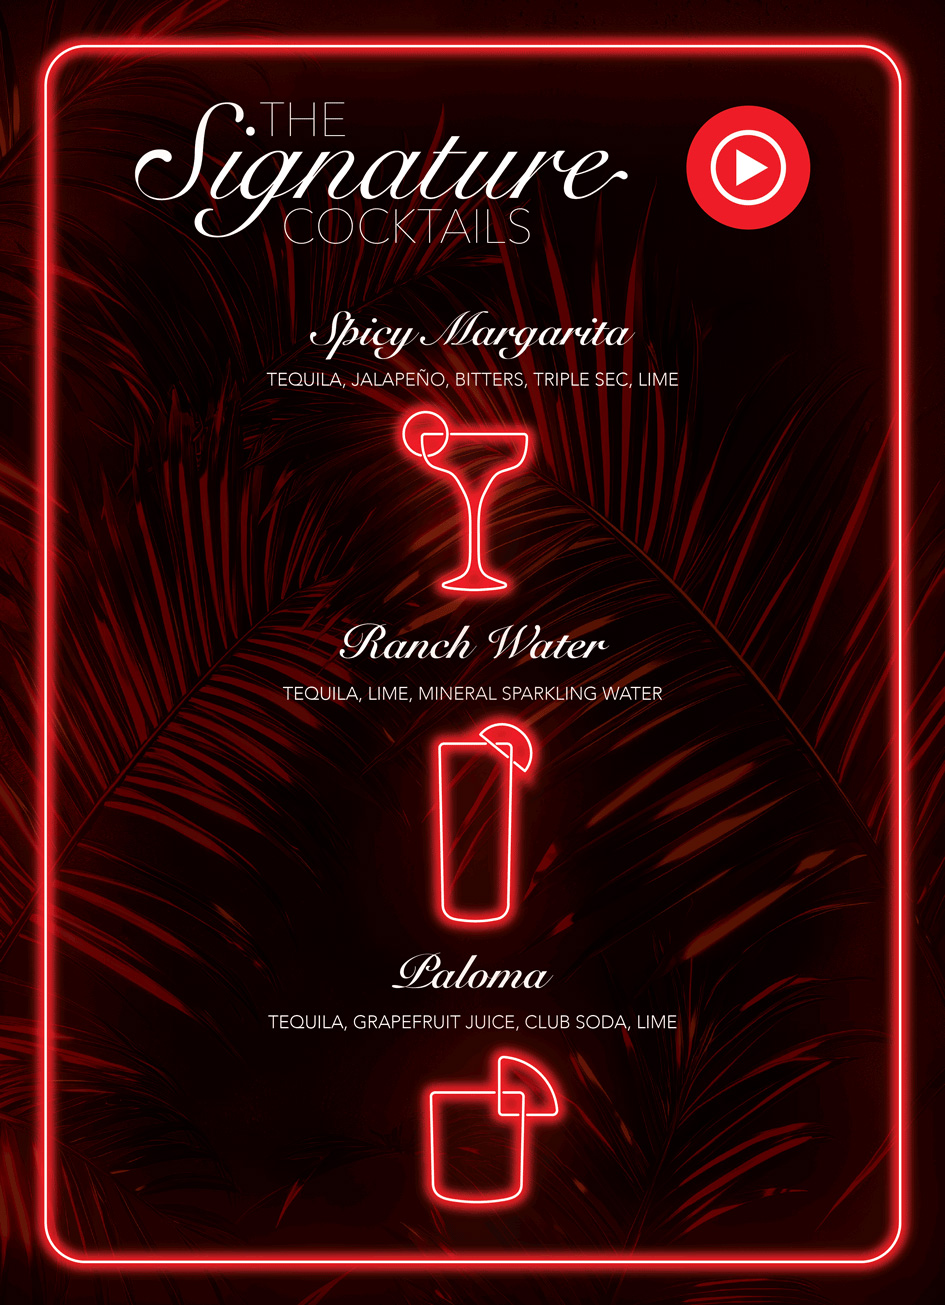 THE
Signature
COCKTAILS
Spicy Margarita
TEQUILA, JALAPEÑO, BITTERS, TRIPLE SEC, LIME
Ranch Water
TEQUILA, LIME, MINERAL SPARKLING WATER
Paloma
TEQUILA, GRAPEFRUIT JUICE, CLUB SODA, LIME